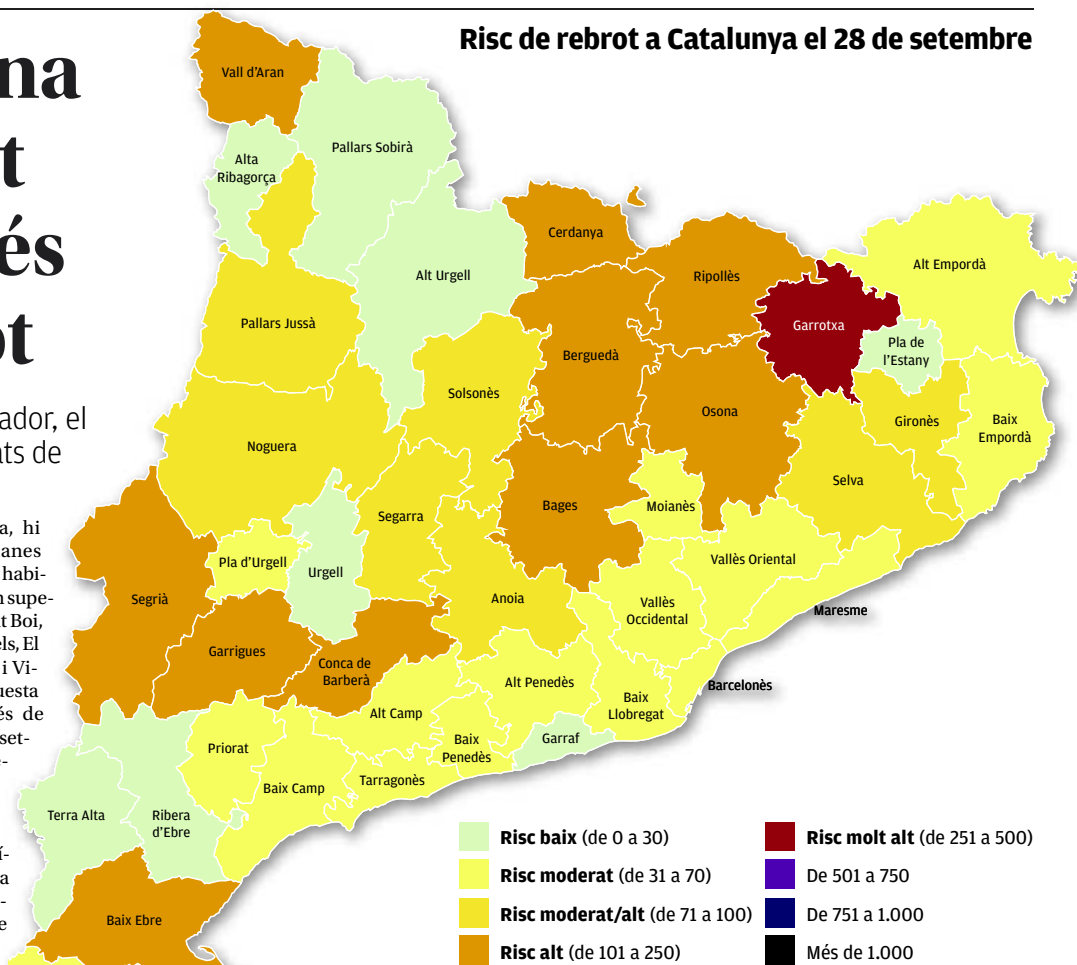 na
t
és
ot
ador, el
ats de
a, hi
anes
habi-
supe-
t Boi,
els, El
i Vi-
uesta
és de
set-
e-
í-
a
-
e
Risc de rebrot a Catalunya el 28 de setembre
Vall d'Aran
Alta
Ribagorça
Pallars Sobirà
Cerdanya
Alt Urgell
Ripollès
Alt Empordà
Pallars Jussà
Garrotxa
Pla de
l'Estany
Berguedà
Solsonès
Osona
Gironès
Baix
Empordà
Noguera
Selva
Bages
Moianès
Segarra
Pla d'Urgell
Urgell
Vallès Oriental
Segrià
Anoia
Vallès
Occidental
Maresme
Garrigues
Conca de
Barberà
Alt Penedès
Barcelonès
Baix
Llobregat
Alt Camp
Garraf
Baix
Penedès
Priorat
Tarragonès
Baix Camp
Terra Alta
Ribera
d'Ebre
Baix Ebre
Risc baix (de 0 a 30)
Risc moderat (de 31 a 70)
Risc moderat/alt (de 71 a 100)
Risc alt (de 101 a 250)
Risc molt alt (de 251 a 500)
De 501 a 750
De 751 a 1.000
Més de 1.000